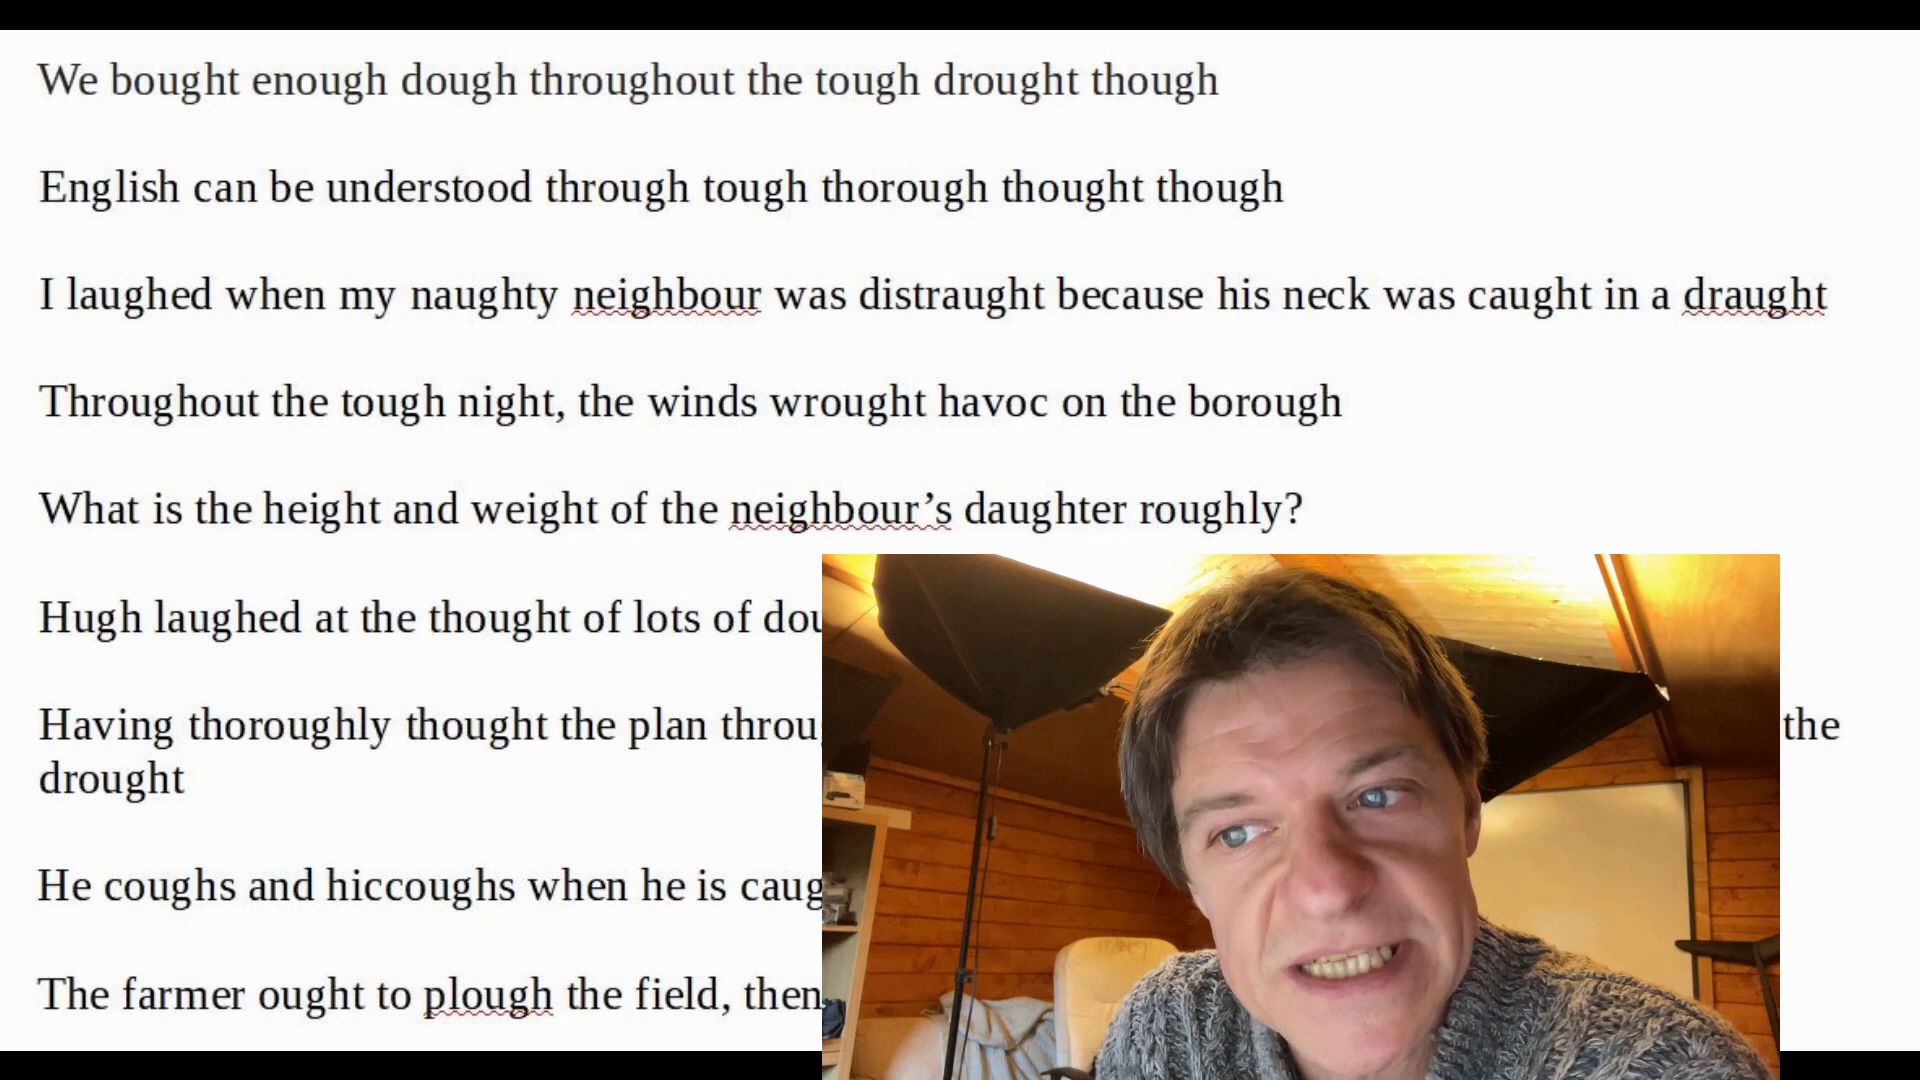 We bought enough dough throughout the tough drought though
English can be understood through tough thorough thought though
I laughed when my naughty neighbour was distraught because his neck was caught in a draught
Throughout the tough night, the winds wrought havoc on the borough
What is the height and weight of the neighbour’s daughter roughly?
Hugh laughed at the thought of lots of
Having thoroughly thought the plan the
drought
He coughs and hiccoughs when he is
The farmer ought to plough the field, then